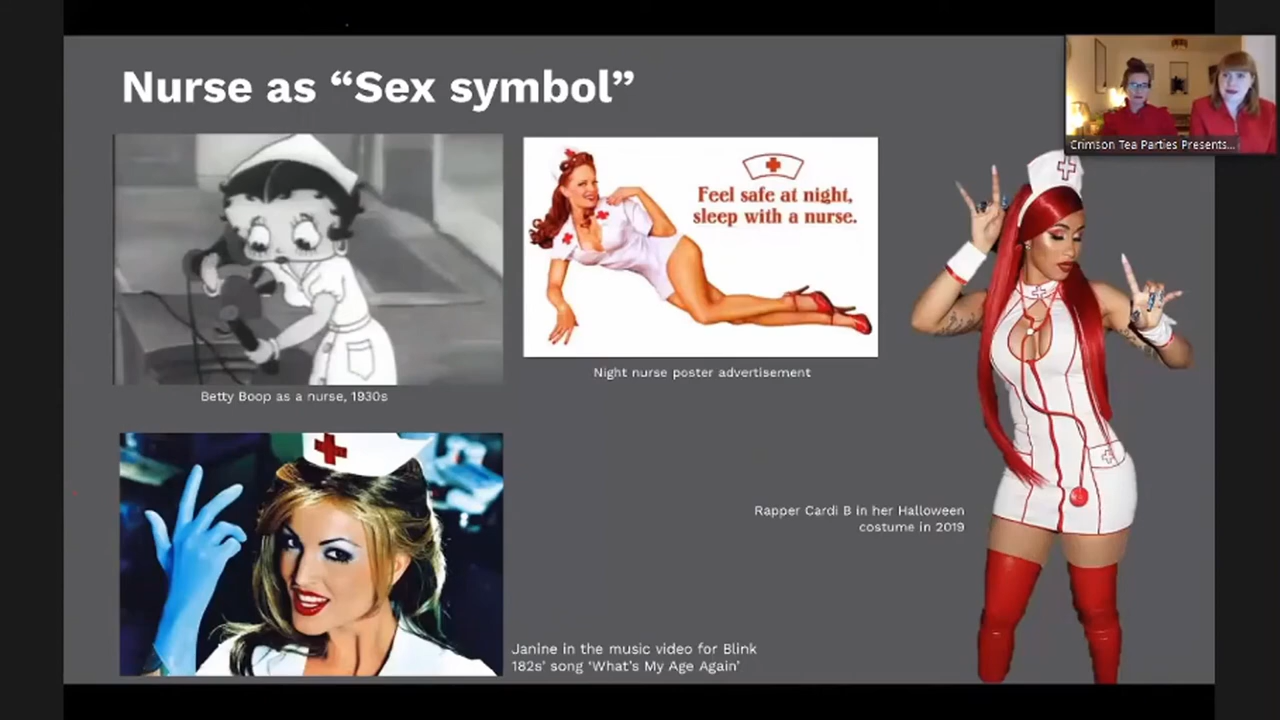 Nurse as “Sex symbol”
Crimson Tea Parties Presents...
Feel safe at night,
sleep with a nurse.
Betty Boop as a nurse, 1930s
Night nurse poster advertisement
Rapper Cardi B in her Halloween
costume in 2019
Janine in the music video for Blink
182s’ song ‘What’s My Age Again’